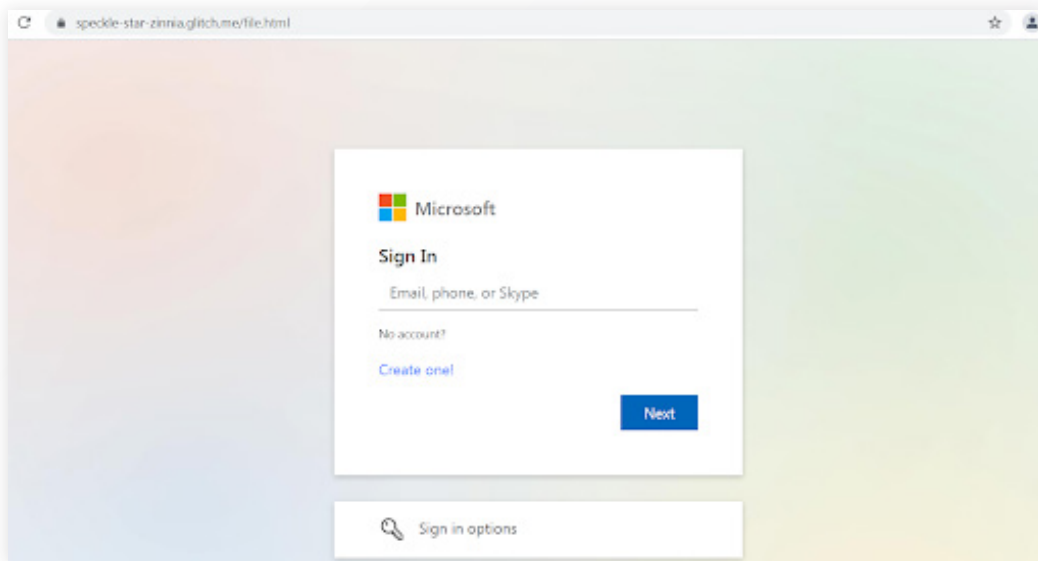 speckle-star-zinnia.glitch.me/file.html
Microsoft
Sign In
Email, phone, or Skype
No account?
Create one!
Next
Sign in options